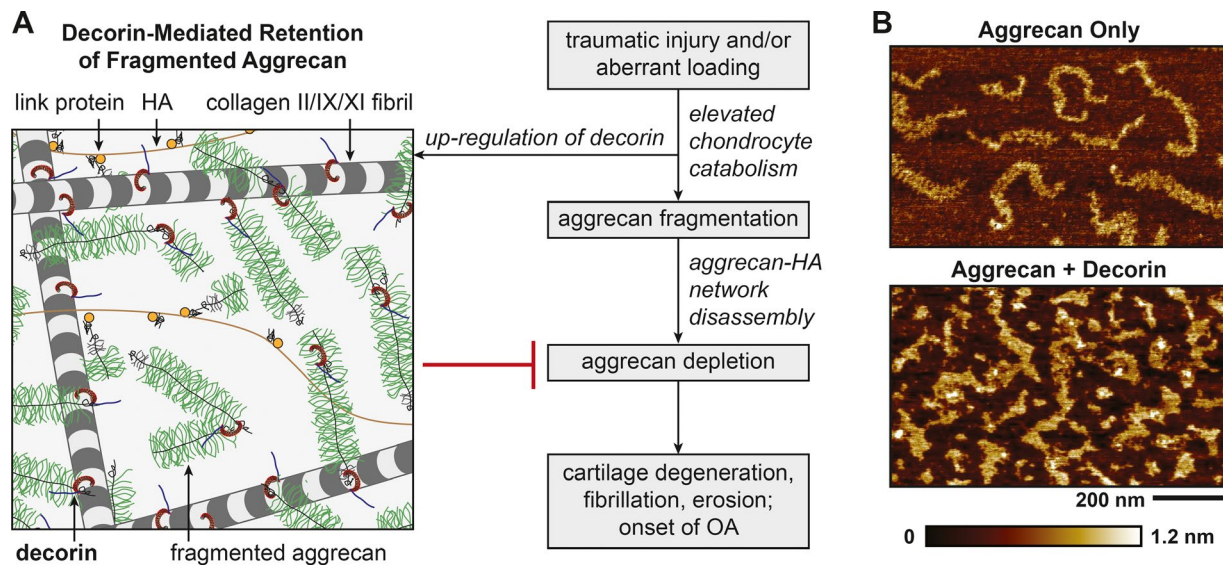 A
Decorin-Mediated Retention
of Fragmented Aggrecan
link protein
HA
collagen II/IX/XI fibril
decorin
fragmented aggrecan
traumatic injury and/or
aberrant loading
up-regulation of decorin
elevated
chondrocyte
catabolism
aggrecan fragmentation
aggrecan-HA
network
disassembly
aggrecan depletion
cartilage degeneration,
fibrillation, erosion;
onset of OA
B
Aggrecan Only
Aggrecan + Decorin
200 nm
0
1.2 nm